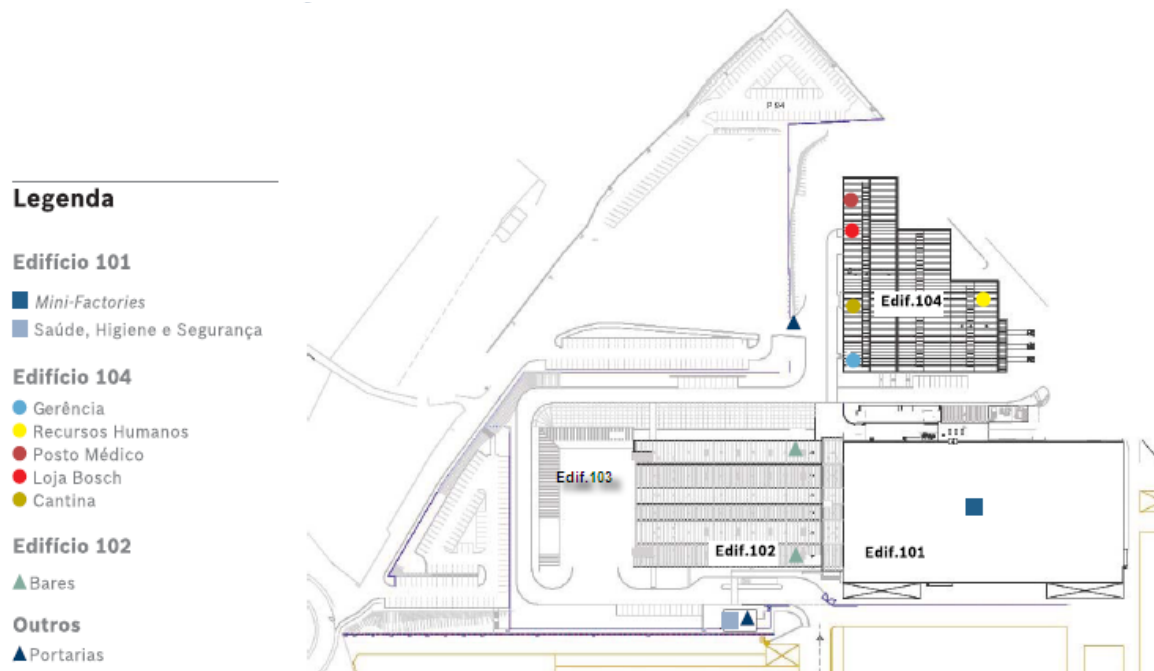 Legenda
Edifício 101
Mini-Factories
Saúde, Higiene e Segurança
Edifício 104
Gerência
Recursos Humanos
Posto Médico
Loja Bosch
Cantina
Edifício 102
Bares
Outros
Portarias
P 94
Edif.104
Edif.103
Edif.102
Edif.101